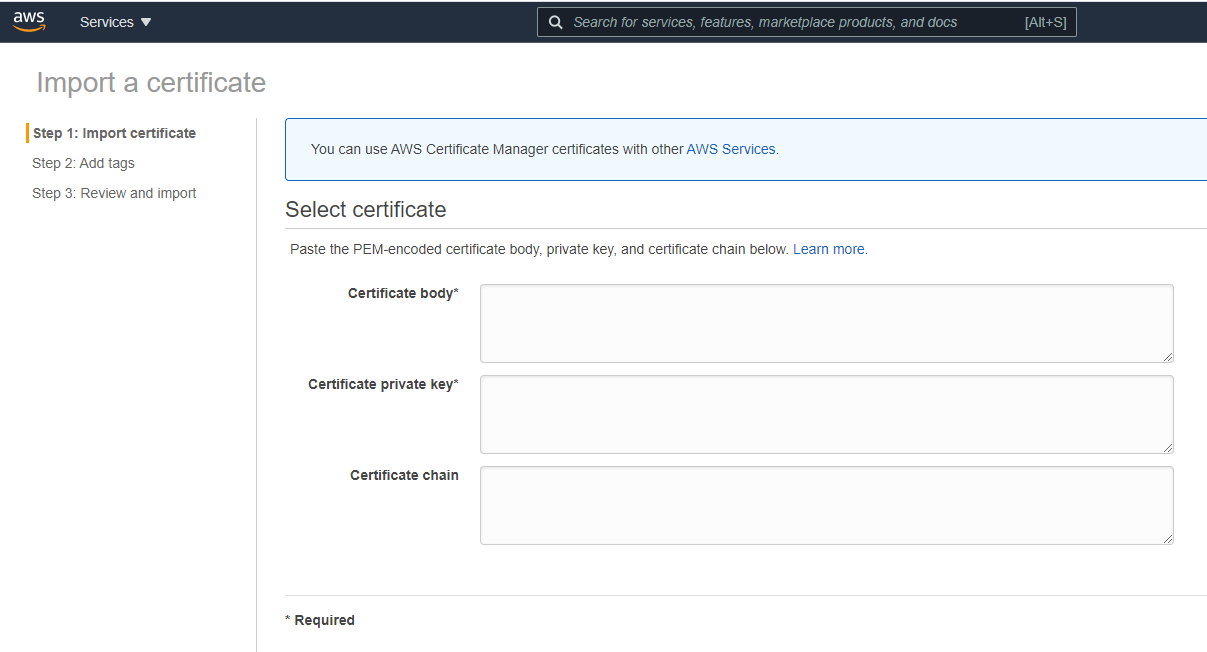 aws
Services ▼
Search for services, features, marketplace products, and docs
[Alt+S]
Import a certificate
Step 1: Import certificate
Step 2: Add tags
Step 3: Review and import
You can use AWS Certificate Manager certificates with other AWS Services.
Select certificate
Paste the PEM-encoded certificate body, private key, and certificate chain below. Learn more.
Certificate body*
Certificate private key*
Certificate chain
* Required